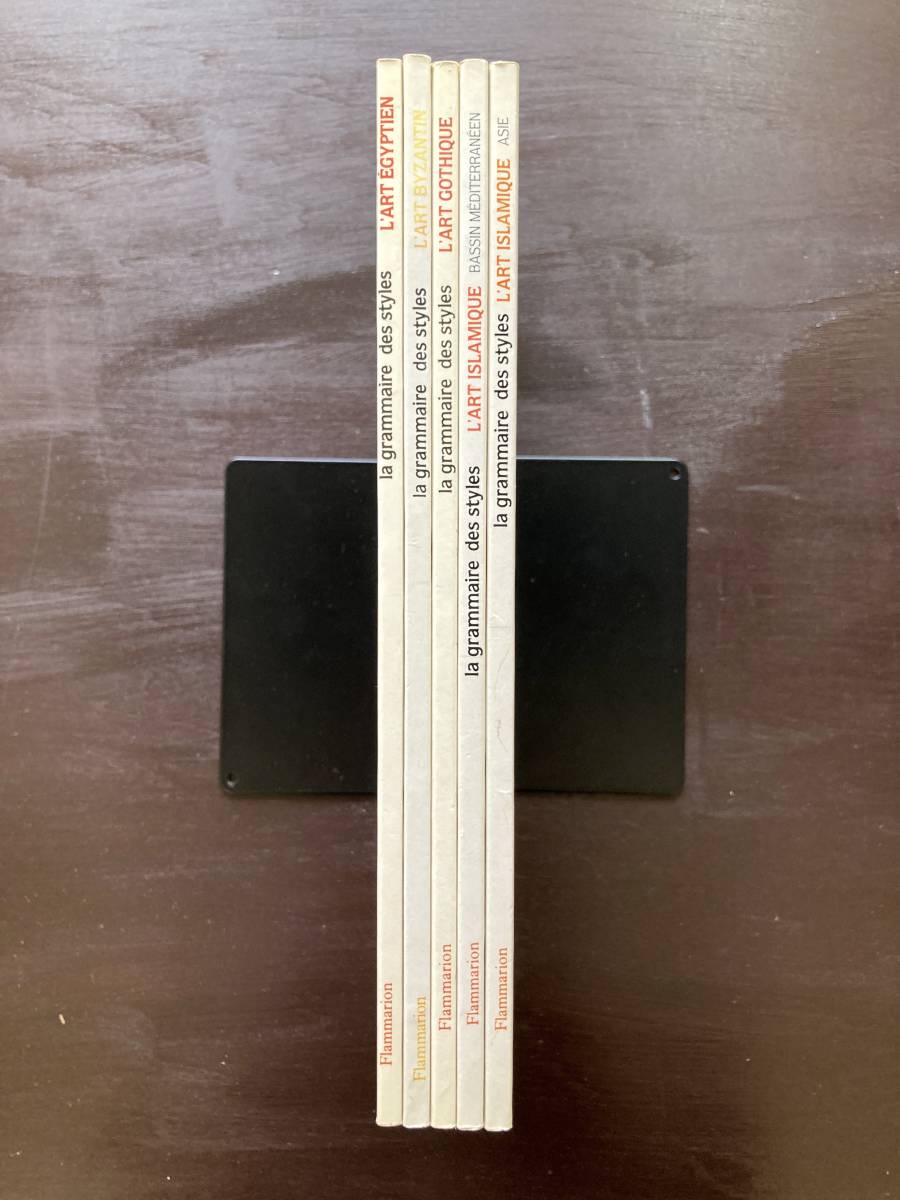 la grammaire des styles L'ART ÉGYPTIEN
Flammarion
la grammaire des styles L'ART BYZANTIN
Flammarion
la grammaire des styles L'ART GOTHIQUE
Flammarion
la grammaire des styles L'ART ISLAMIQUE BASSIN MÉDITERRANÉEN
Flammarion
la grammaire des styles L'ART ISLAMIQUE ASIE
Flammarion